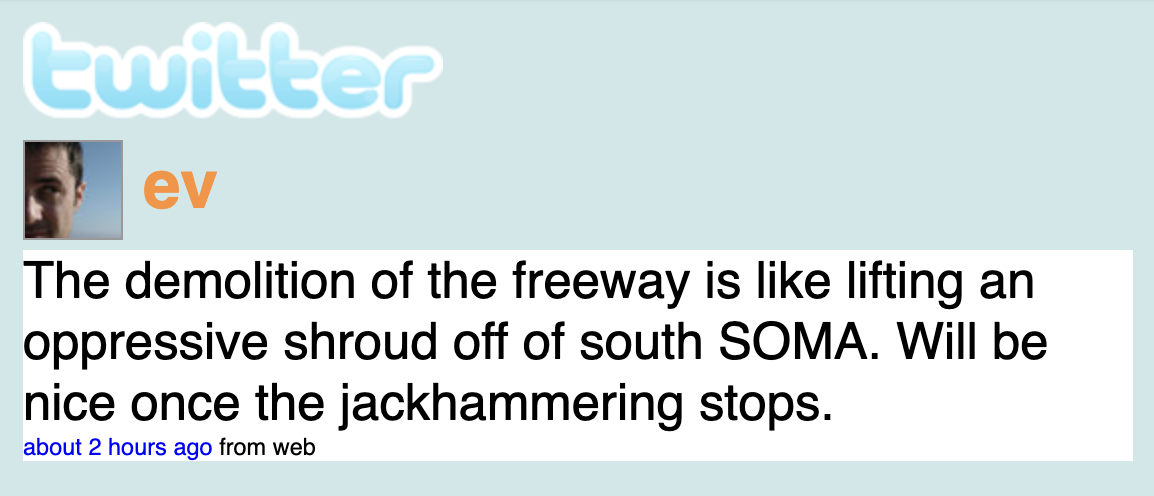 twitter
ev
The demolition of the freeway is like lifting an
oppressive shroud off of south SOMA. Will be
nice once the jackhammering stops.
about 2 hours ago from web